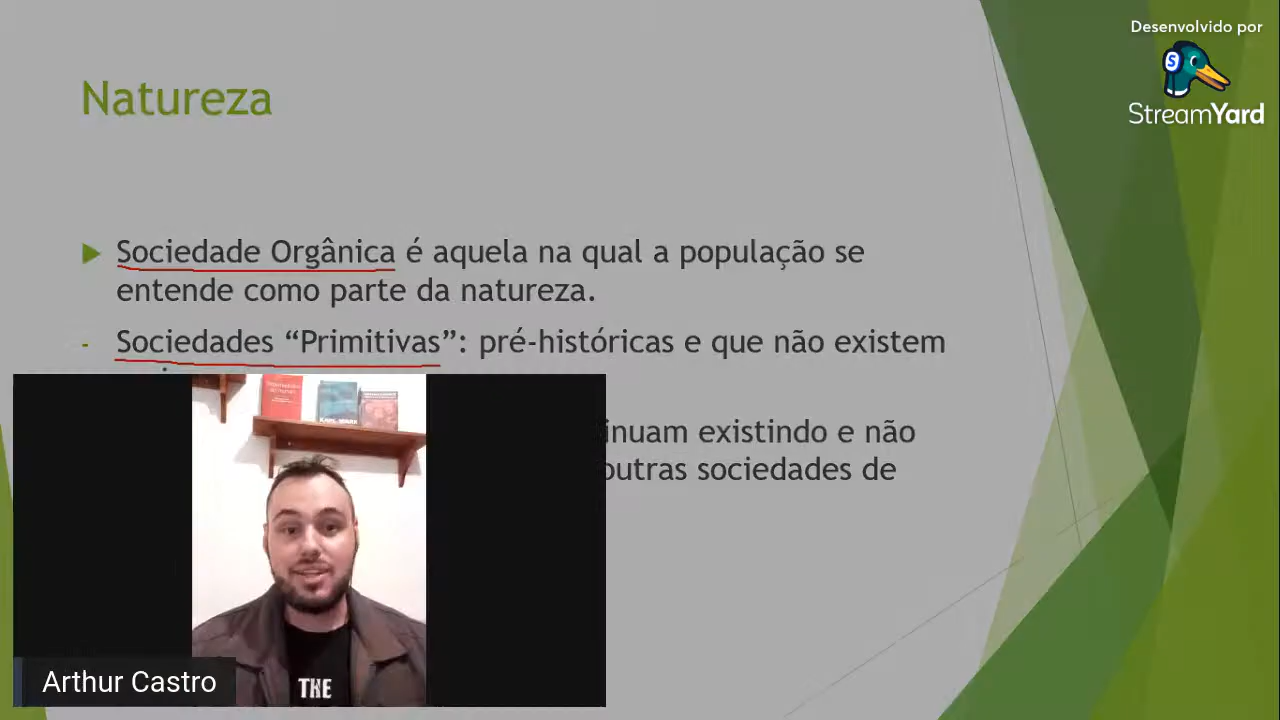 Desenvolvido por
StreamYard
Natureza
Sociedade Orgânica é aquela na qual a população se
entende como parte da natureza.
- Sociedades “Primitivas”: pré-históricas e que não existem
inuam existindo e não
outras sociedades de
THE
Arthur Castro